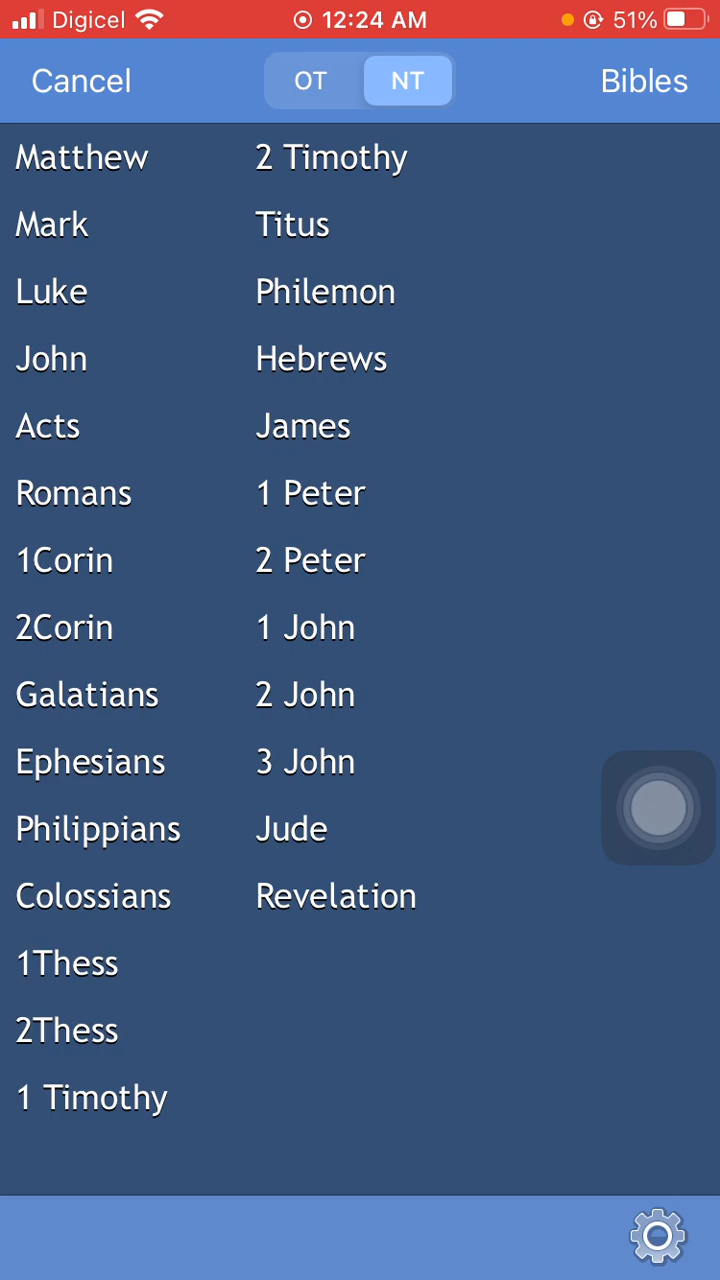 Digicel 12:24 AM 51%
Cancel OT NT Bibles
Matthew
Mark
Luke
John
Acts
Romans
1Corin
2Corin
Galatians
Ephesians
Philippians
Colossians
1Thess
2Thess
1 Timothy
2 Timothy
Titus
Philemon
Hebrews
James
1 Peter
2 Peter
1 John
2 John
3 John
Jude
Revelation